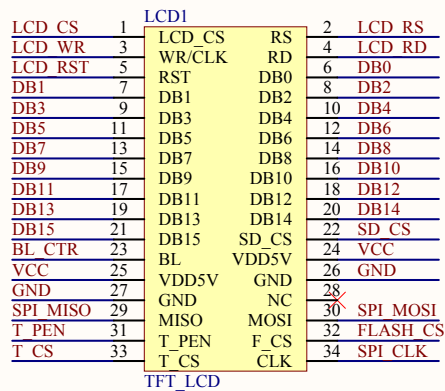 LCD1
LCD_CS 1 LCD_CS RS 2 LCD_RS
LCD_WR 3 WR/CLK RD 4 LCD_RD
LCD_RST 5 RST DB0 6 DB0
DB1 7 DB1 DB2 8 DB2
DB3 9 DB3 DB4 10 DB4
DB5 11 DB5 DB6 12 DB6
DB7 13 DB7 DB8 14 DB8
DB9 15 DB9 DB10 16 DB10
DB11 17 DB11 DB12 18 DB12
DB13 19 DB13 DB14 20 DB14
DB15 21 DB15 SD_CS 22 SD_CS
BL_CTR 23 BL VDD5V 24 VCC
VCC 25 VDD5V GND 26 GND
GND 27 GND NC 28
SPI_MISO 29 MISO MOSI 30 SPI_MOSI
T_PEN 31 T_PEN F_CS 32 FLASH_CS
T_CS 33 T_CS CLK 34 SPI_CLK
TFT_LCD